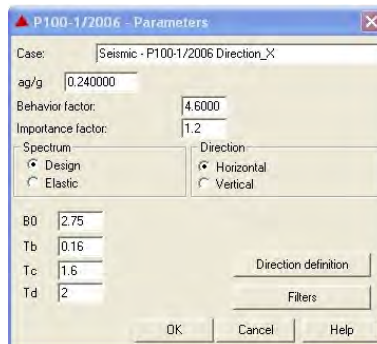 P100-1/2006 - Parameters
Case: Seismic - P100-1/2006 Direction_X
ag/g 0.240000
Behavior factor: 4.6000
Importance factor: 1.2
Spectrum Direction
Design Horizontal
Elastic Vertical
B0 2.75
Tb 0.16
Tc 1.6
Td 2
Direction definition
Filters
OK Cancel Help